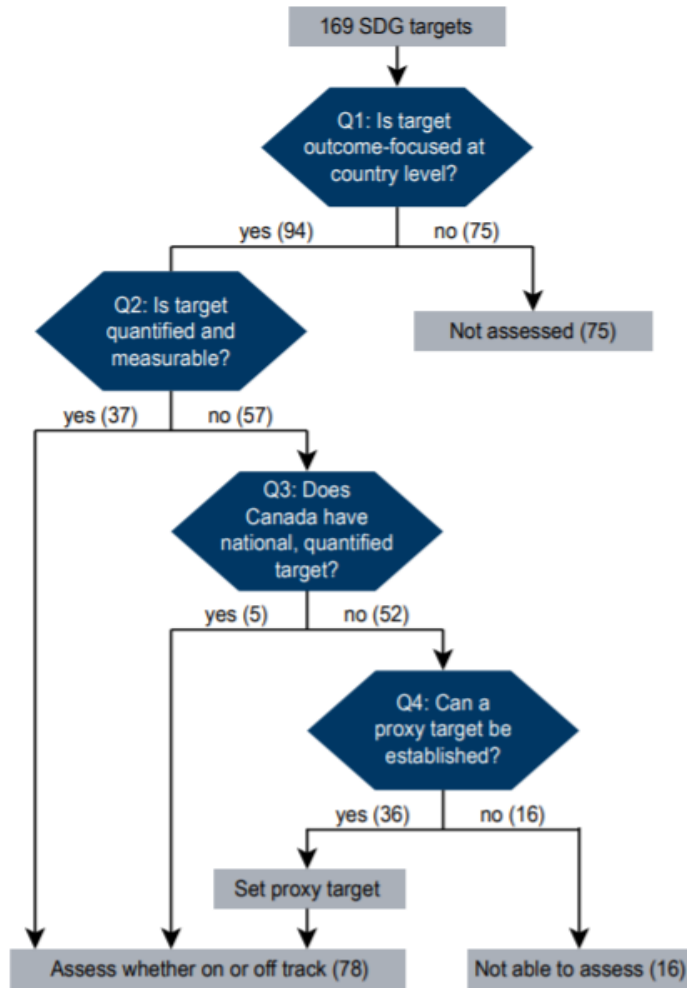 169 SDG targets
Q1: Is target
outcome-focused at
country level?
yes (94)
no (75)
Q2: Is target
quantified and
measurable?
Not assessed (75)
yes (37)
no (57)
Q3: Does
Canada have
national, quantified
target?
yes (5)
no (52)
Q4: Can a
proxy target be
established?
yes (36)
no (16)
Set proxy target
Assess whether on or off track (78)
Not able to assess (16)